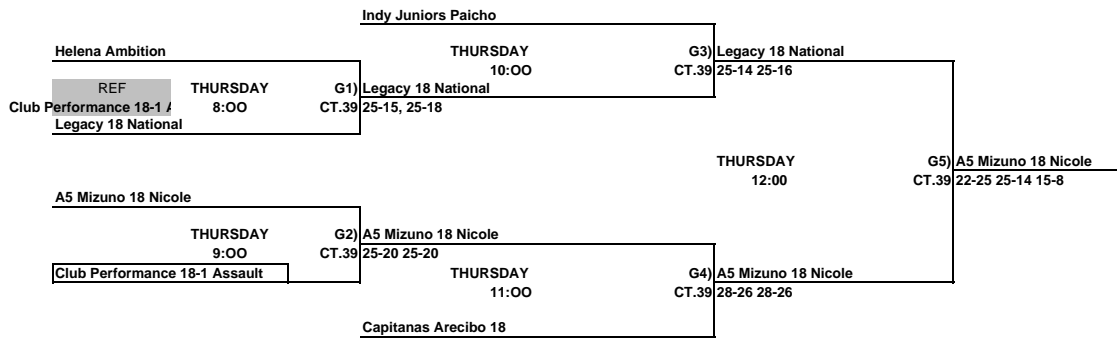 Indy Juniors Paicho
Helena Ambition THURSDAY G3) Legacy 18 National
10:OO CT.39 25-14 25-16
REF THURSDAY G1) Legacy 18 National
Club Performance 18-1 8:OO CT.39 25-15, 25-18
Legacy 18 National
THURSDAY G5) A5 Mizuno 18 Nicole
12:00 CT.39 22-25 25-14 15-8
A5 Mizuno 18 Nicole
THURSDAY G2) A5 Mizuno 18 Nicole
9:OO CT.39 25-20 25-20
Club Performance 18-1 Assault THURSDAY G4) A5 Mizuno 18 Nicole
11:OO CT.39 28-26 28-26
Capitanas Arecibo 18